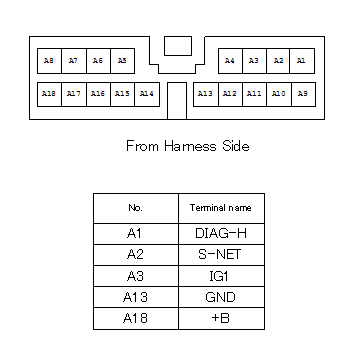 A8 A7 A6 A5 A4 A3 A2 A1
A18 A17 A16 A15 A14 A13 A12 A11 A10 A9
From Harness Side
No. Terminal name
A1 DIAG-H
A2 S-NET
A3 IG1
A13 GND
A18 +B